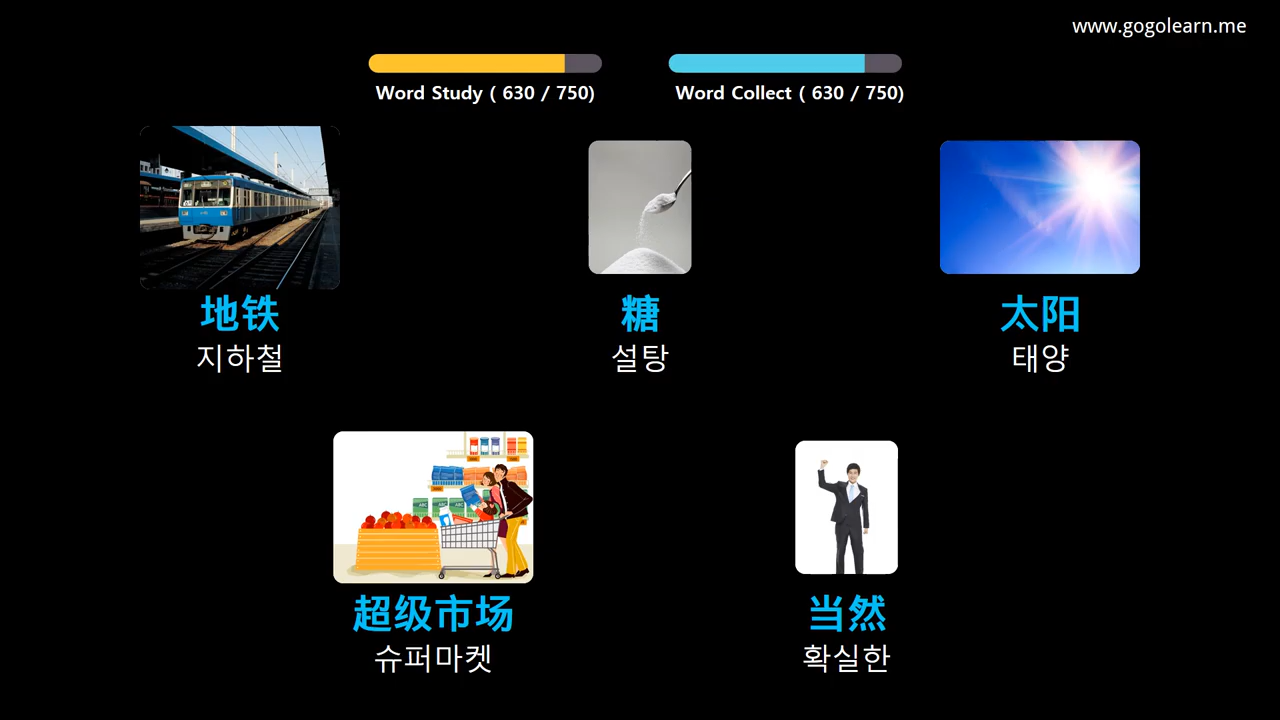 www.gogolearn.me
Word Study ( 630 / 750)
Word Collect ( 630 / 750)
地铁
지하철
糖
설탕
太阳
태양
超级市场
슈퍼마켓
当然
확실한